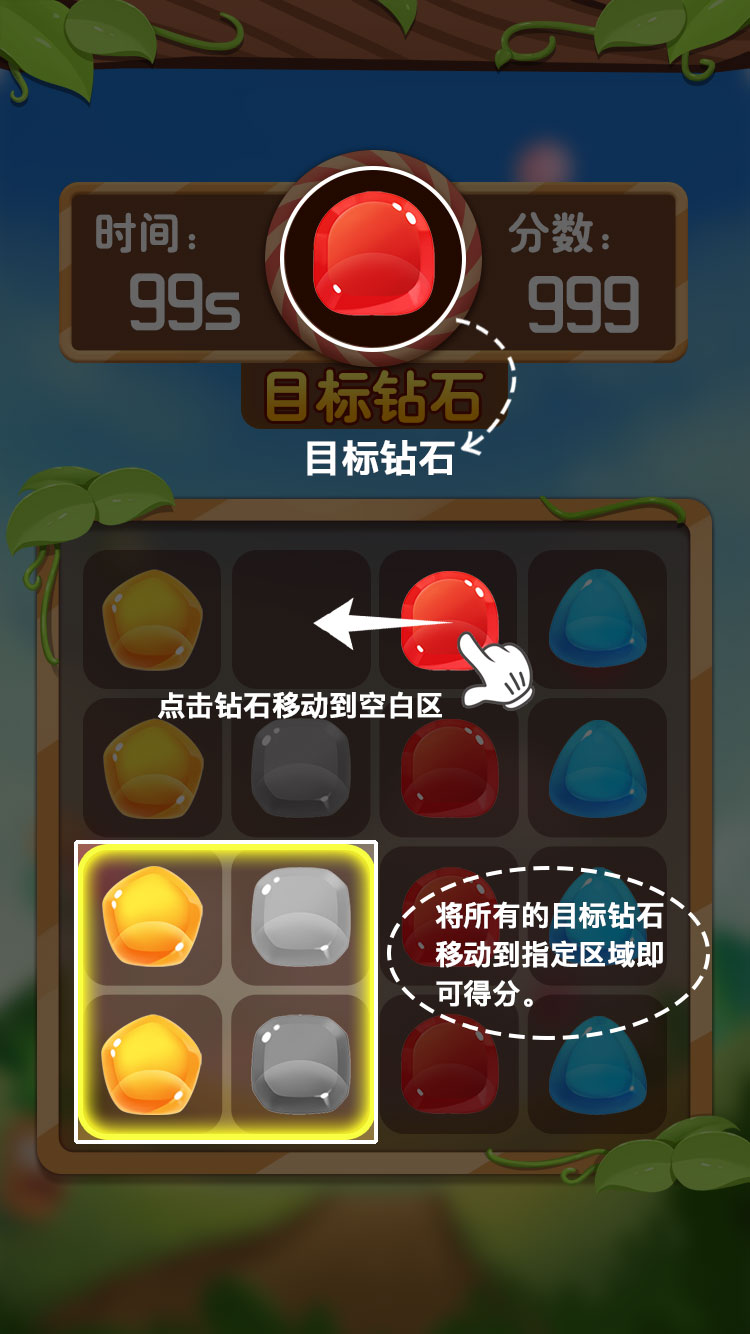 时间：
分数：
99s
999
目标钻石
目标钻石
点击钻石移动到空白区
将所有的目标钻石
移动到指定区域即
可得分。